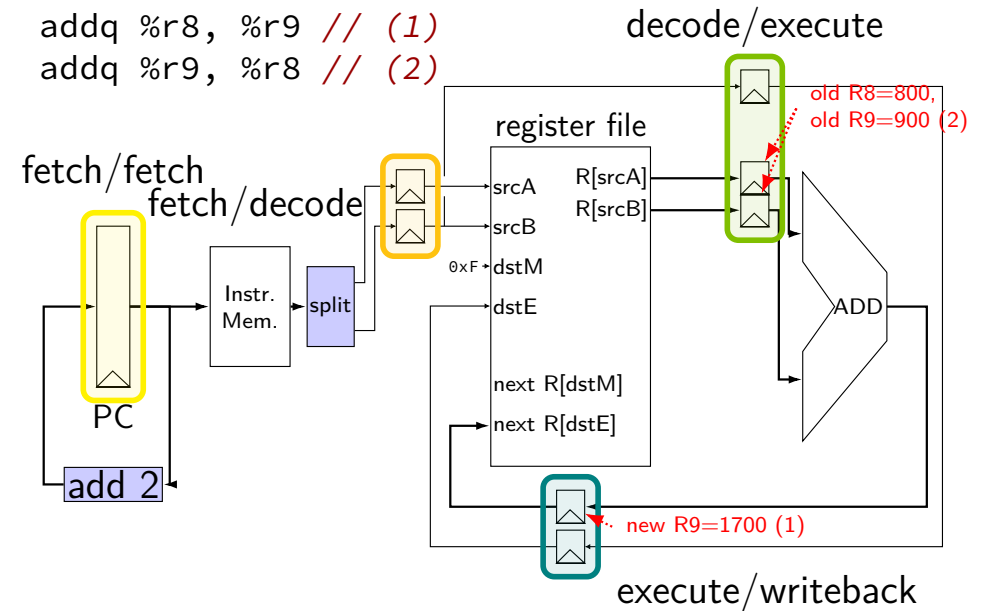 addq %r8, %r9 // (1)
addq %r9, %r8 // (2)
decode/execute
old R8=800,
old R9=900 (2)
register file
fetch/fetch
fetch/decode
srcA
R[srcA]
srcB
R[srcB]
0xF
dstM
dstE
Instr.
Mem.
split
ADD
next R[dstM]
next R[dstE]
PC
add 2
new R9=1700 (1)
execute/writeback